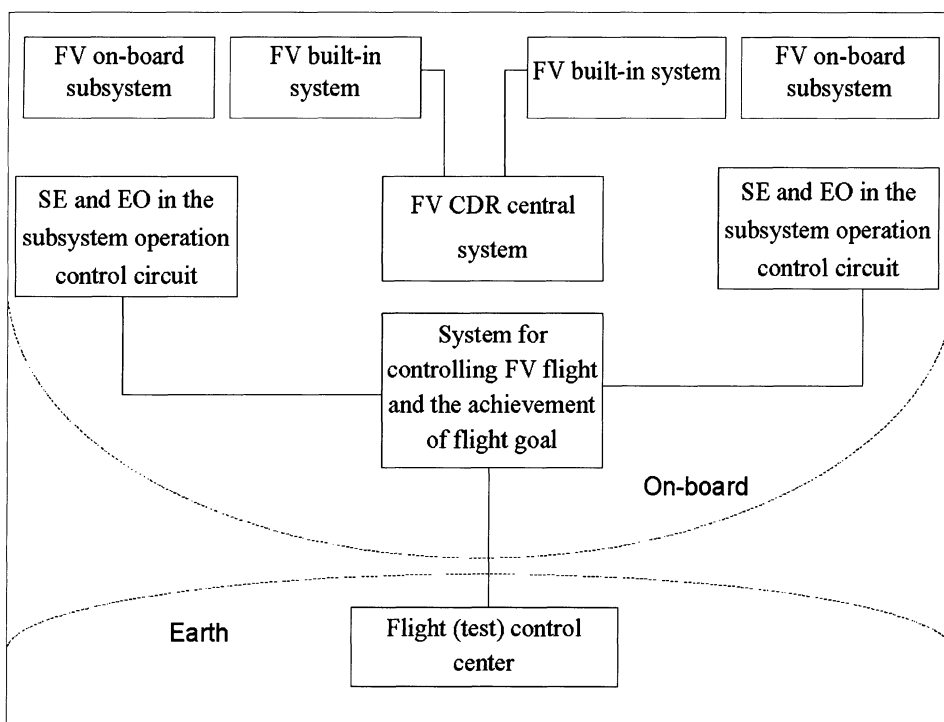 FV on-board
subsystem
FV built-in
system
FV built-in system
FV on-board
subsystem
SE and EO in the
subsystem operation
control circuit
FV CDR central
system
SE and EO in the
subsystem operation
control circuit
System for
controlling FV flight
and the achievement
of flight goal
On-board
Earth
Flight (test) control
center